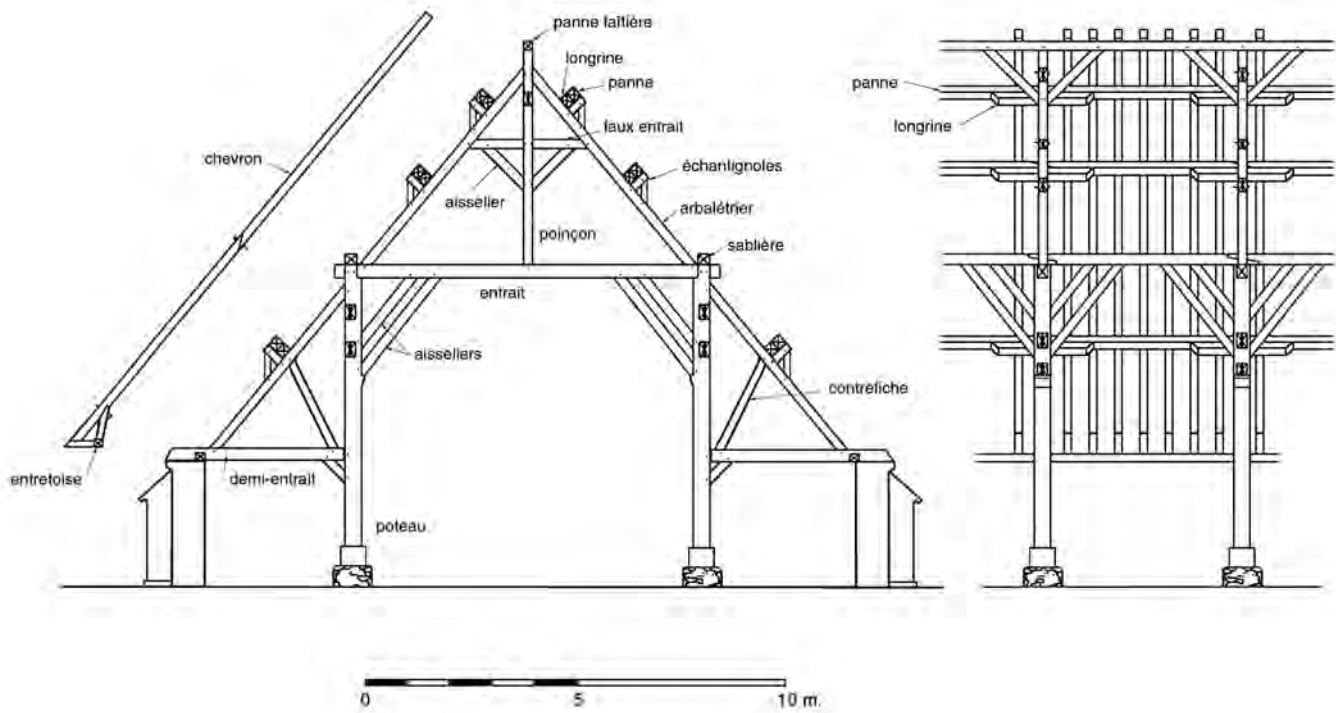 panne faîtière
longrine
panne
faux entrait
échantignoles
chevron
aisselier
arbalétrier
poinçon
sablière
entrait
aisseliers
contrefiche
entretoise
demi-entrait
poteau
panne
longrine
0 5 10 m.